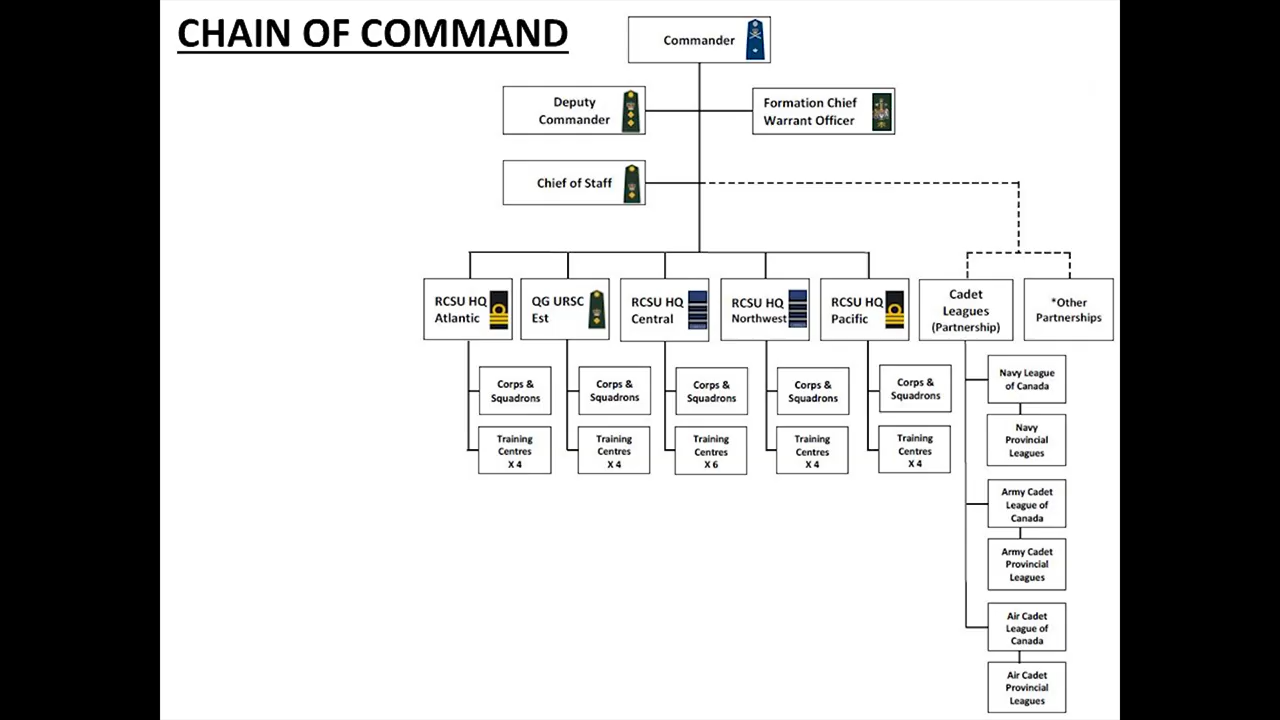 CHAIN OF COMMAND
Commander
Deputy
Commander
Formation Chief
Warrant Officer
Chief of Staff
RCSU HQ
Atlantic
QG URSC
Est
RCSU HQ
Central
RCSU HQ
Northwest
RCSU HQ
Pacific
Cadet
Leagues
(Partnership)
*Other
Partnerships
Corps &
Squadrons
Corps &
Squadrons
Corps &
Squadrons
Corps &
Squadrons
Corps &
Squadrons
Training
Centres
X 4
Training
Centres
X 4
Training
Centres
X 6
Training
Centres
X 4
Training
Centres
X 4
Navy League
of Canada
Navy
Provincial
Leagues
Army Cadet
League of
Canada
Army Cadet
Provincial
Leagues
Air Cadet
League of
Canada
Air Cadet
Provincial
Leagues